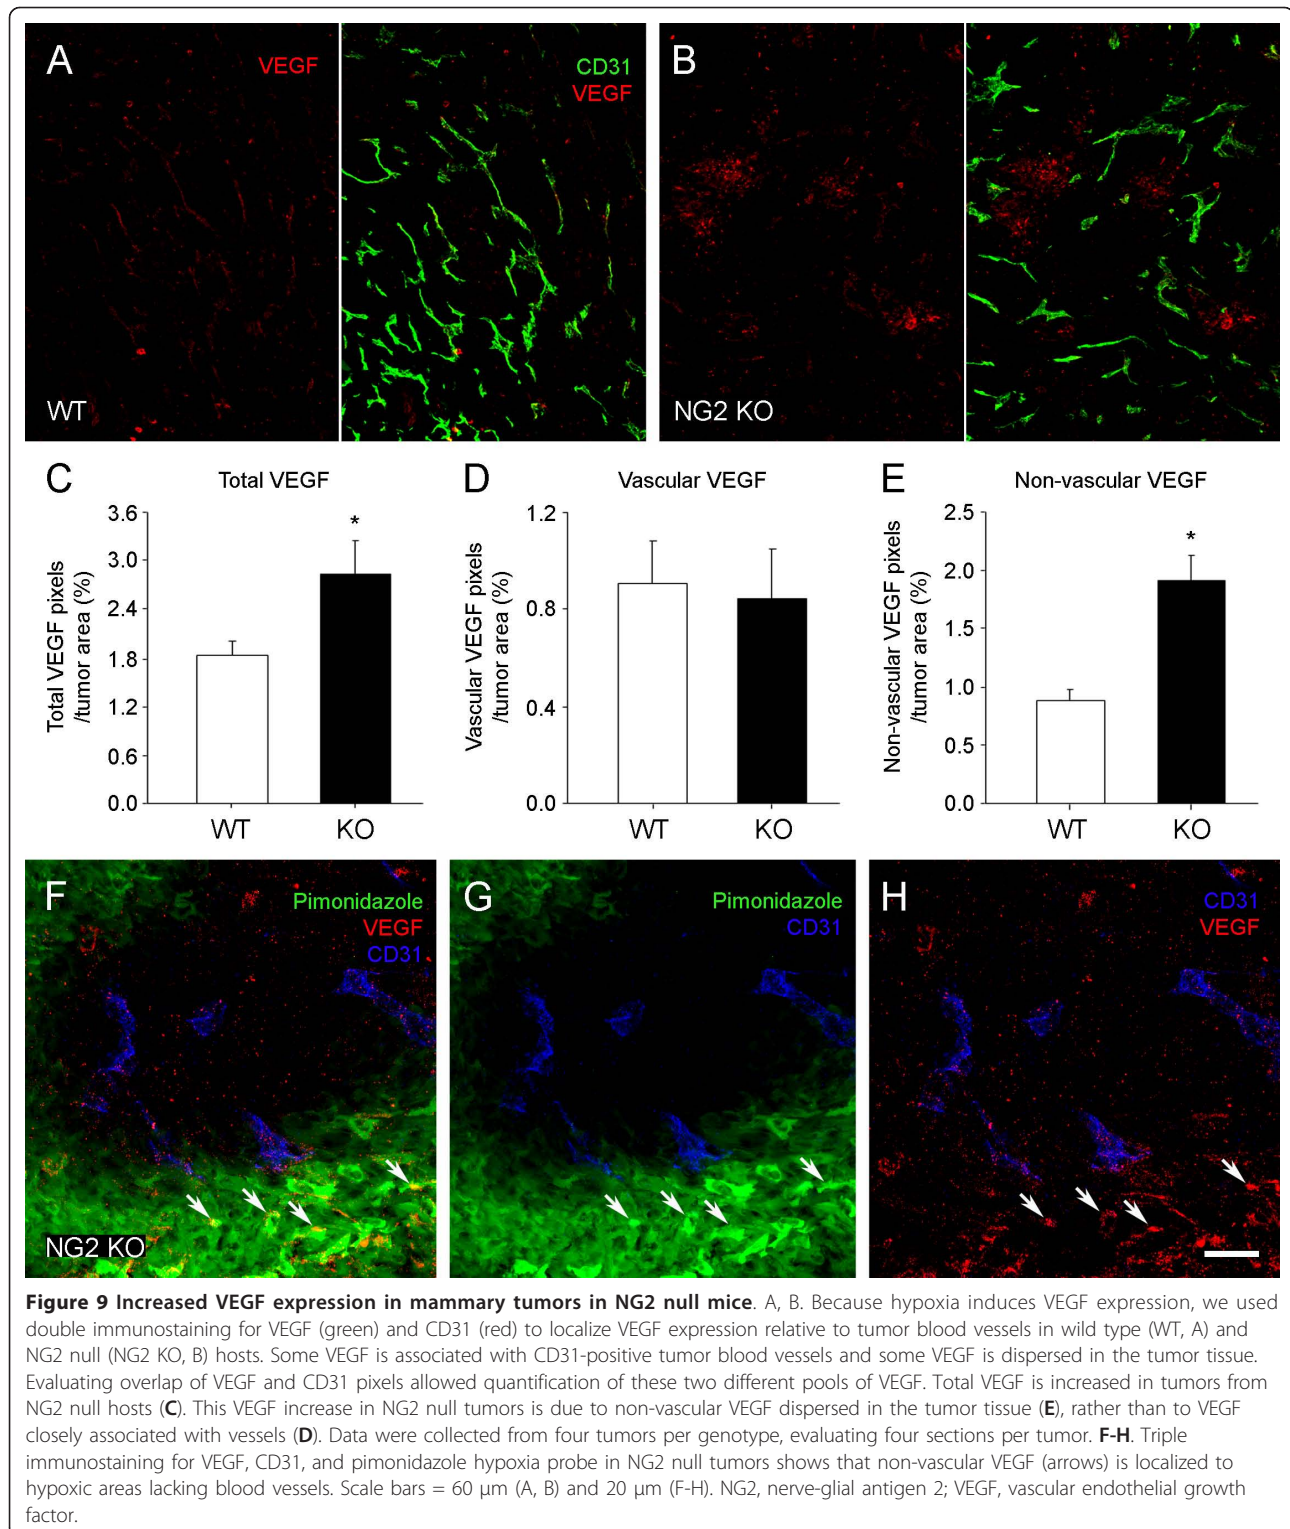 A
VEGF
CD31
VEGF
WT
B
NG2 KO
C
Total VEGF
Total VEGF pixels
/tumor area (%)
3.6
3.0
2.4
1.8
1.2
0.6
0.0
*
WT
KO
D
Vascular VEGF
Vascular VEGF pixels
/tumor area (%)
1.2
0.8
0.4
0.0
WT
KO
E
Non-vascular VEGF
Non-vascular VEGF pixels
/tumor area (%)
2.5
2.0
1.5
1.0
0.5
0.0
*
WT
KO
F
Pimonidazole
VEGF
CD31
NG2 KO
G
Pimonidazole
CD31
H
CD31
VEGF
Figure 9 Increased VEGF expression in mammary tumors in NG2 null mice. A, B. Because hypoxia induces VEGF expression, we used
double immunostaining for VEGF (green) and CD31 (red) to localize VEGF expression relative to tumor blood vessels in wild type (WT, A) and
NG2 null (NG2 KO, B) hosts. Some VEGF is associated with CD31-positive tumor blood vessels and some VEGF is dispersed in the tumor tissue.
Evaluating overlap of VEGF and CD31 pixels allowed quantification of these two different pools of VEGF. Total VEGF is increased in tumors from
NG2 null hosts (C). This VEGF increase in NG2 null tumors is due to non-vascular VEGF dispersed in the tumor tissue (E), rather than to VEGF
closely associated with vessels (D). Data were collected from four tumors per genotype, evaluating four sections per tumor. F-H. Triple
immunostaining for VEGF, CD31, and pimonidazole hypoxia probe in NG2 null tumors shows that non-vascular VEGF (arrows) is localized to
hypoxic areas lacking blood vessels. Scale bars = 60 μm (A, B) and 20 μm (F-H). NG2, nerve-glial antigen 2; VEGF, vascular endothelial growth
factor.